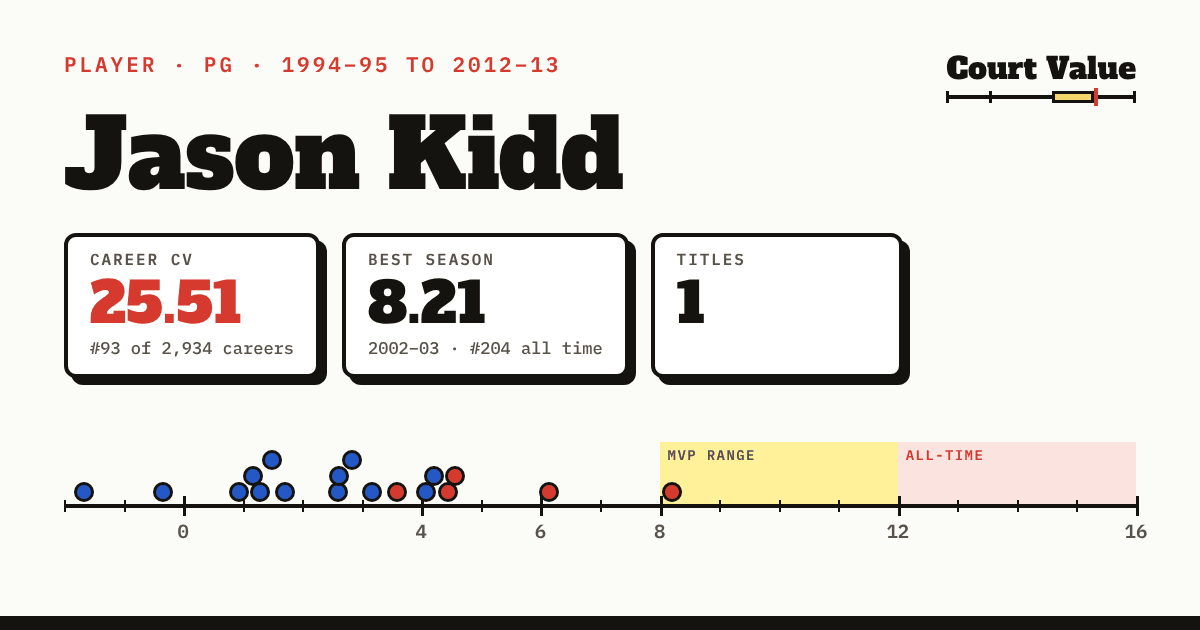 PLAYER · PG · 1994–95 TO 2012–13
Court Value
Jason Kidd
CAREER CV
25.51
#93 of 2,934 careers
BEST SEASON
8.21
2002–03 · #204 all time
TITLES
1
MVP RANGE
ALL-TIME
0 4 6 8 12 16